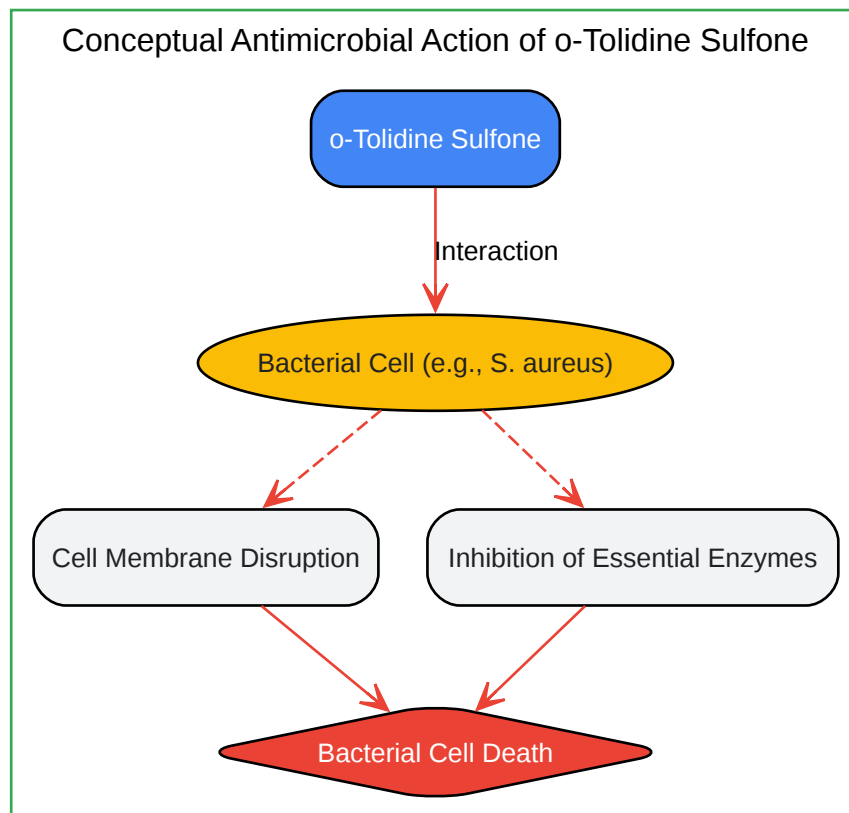 Conceptual Antimicrobial Action of o-Tolidine Sulfone
o-Tolidine Sulfone
Interaction
Bacterial Cell (e.g., S. aureus)
Cell Membrane Disruption
Inhibition of Essential Enzymes
Bacterial Cell Death